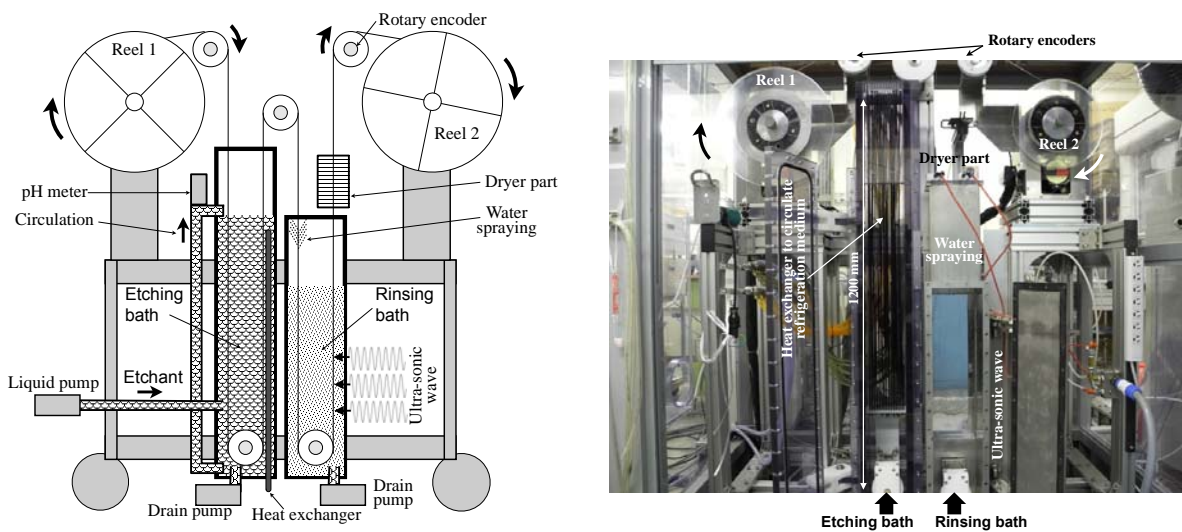 Reel 1
Rotary encoder
Reel 2
pH meter
Circulation
Dryer part
Water
spraying
Etching
bath
Rinsing
bath
Etchant
Liquid pump
Ultra-sonic
wave
Drain
pump
Heat exchanger
Drain
pump
Rotary encoders
Reel 1
Reel 2
Dryer part
Heat exchanger to circulate
refrigeration medium
1200 mm
Water
spraying
Ultra-sonic wave
Etching bath
Rinsing bath